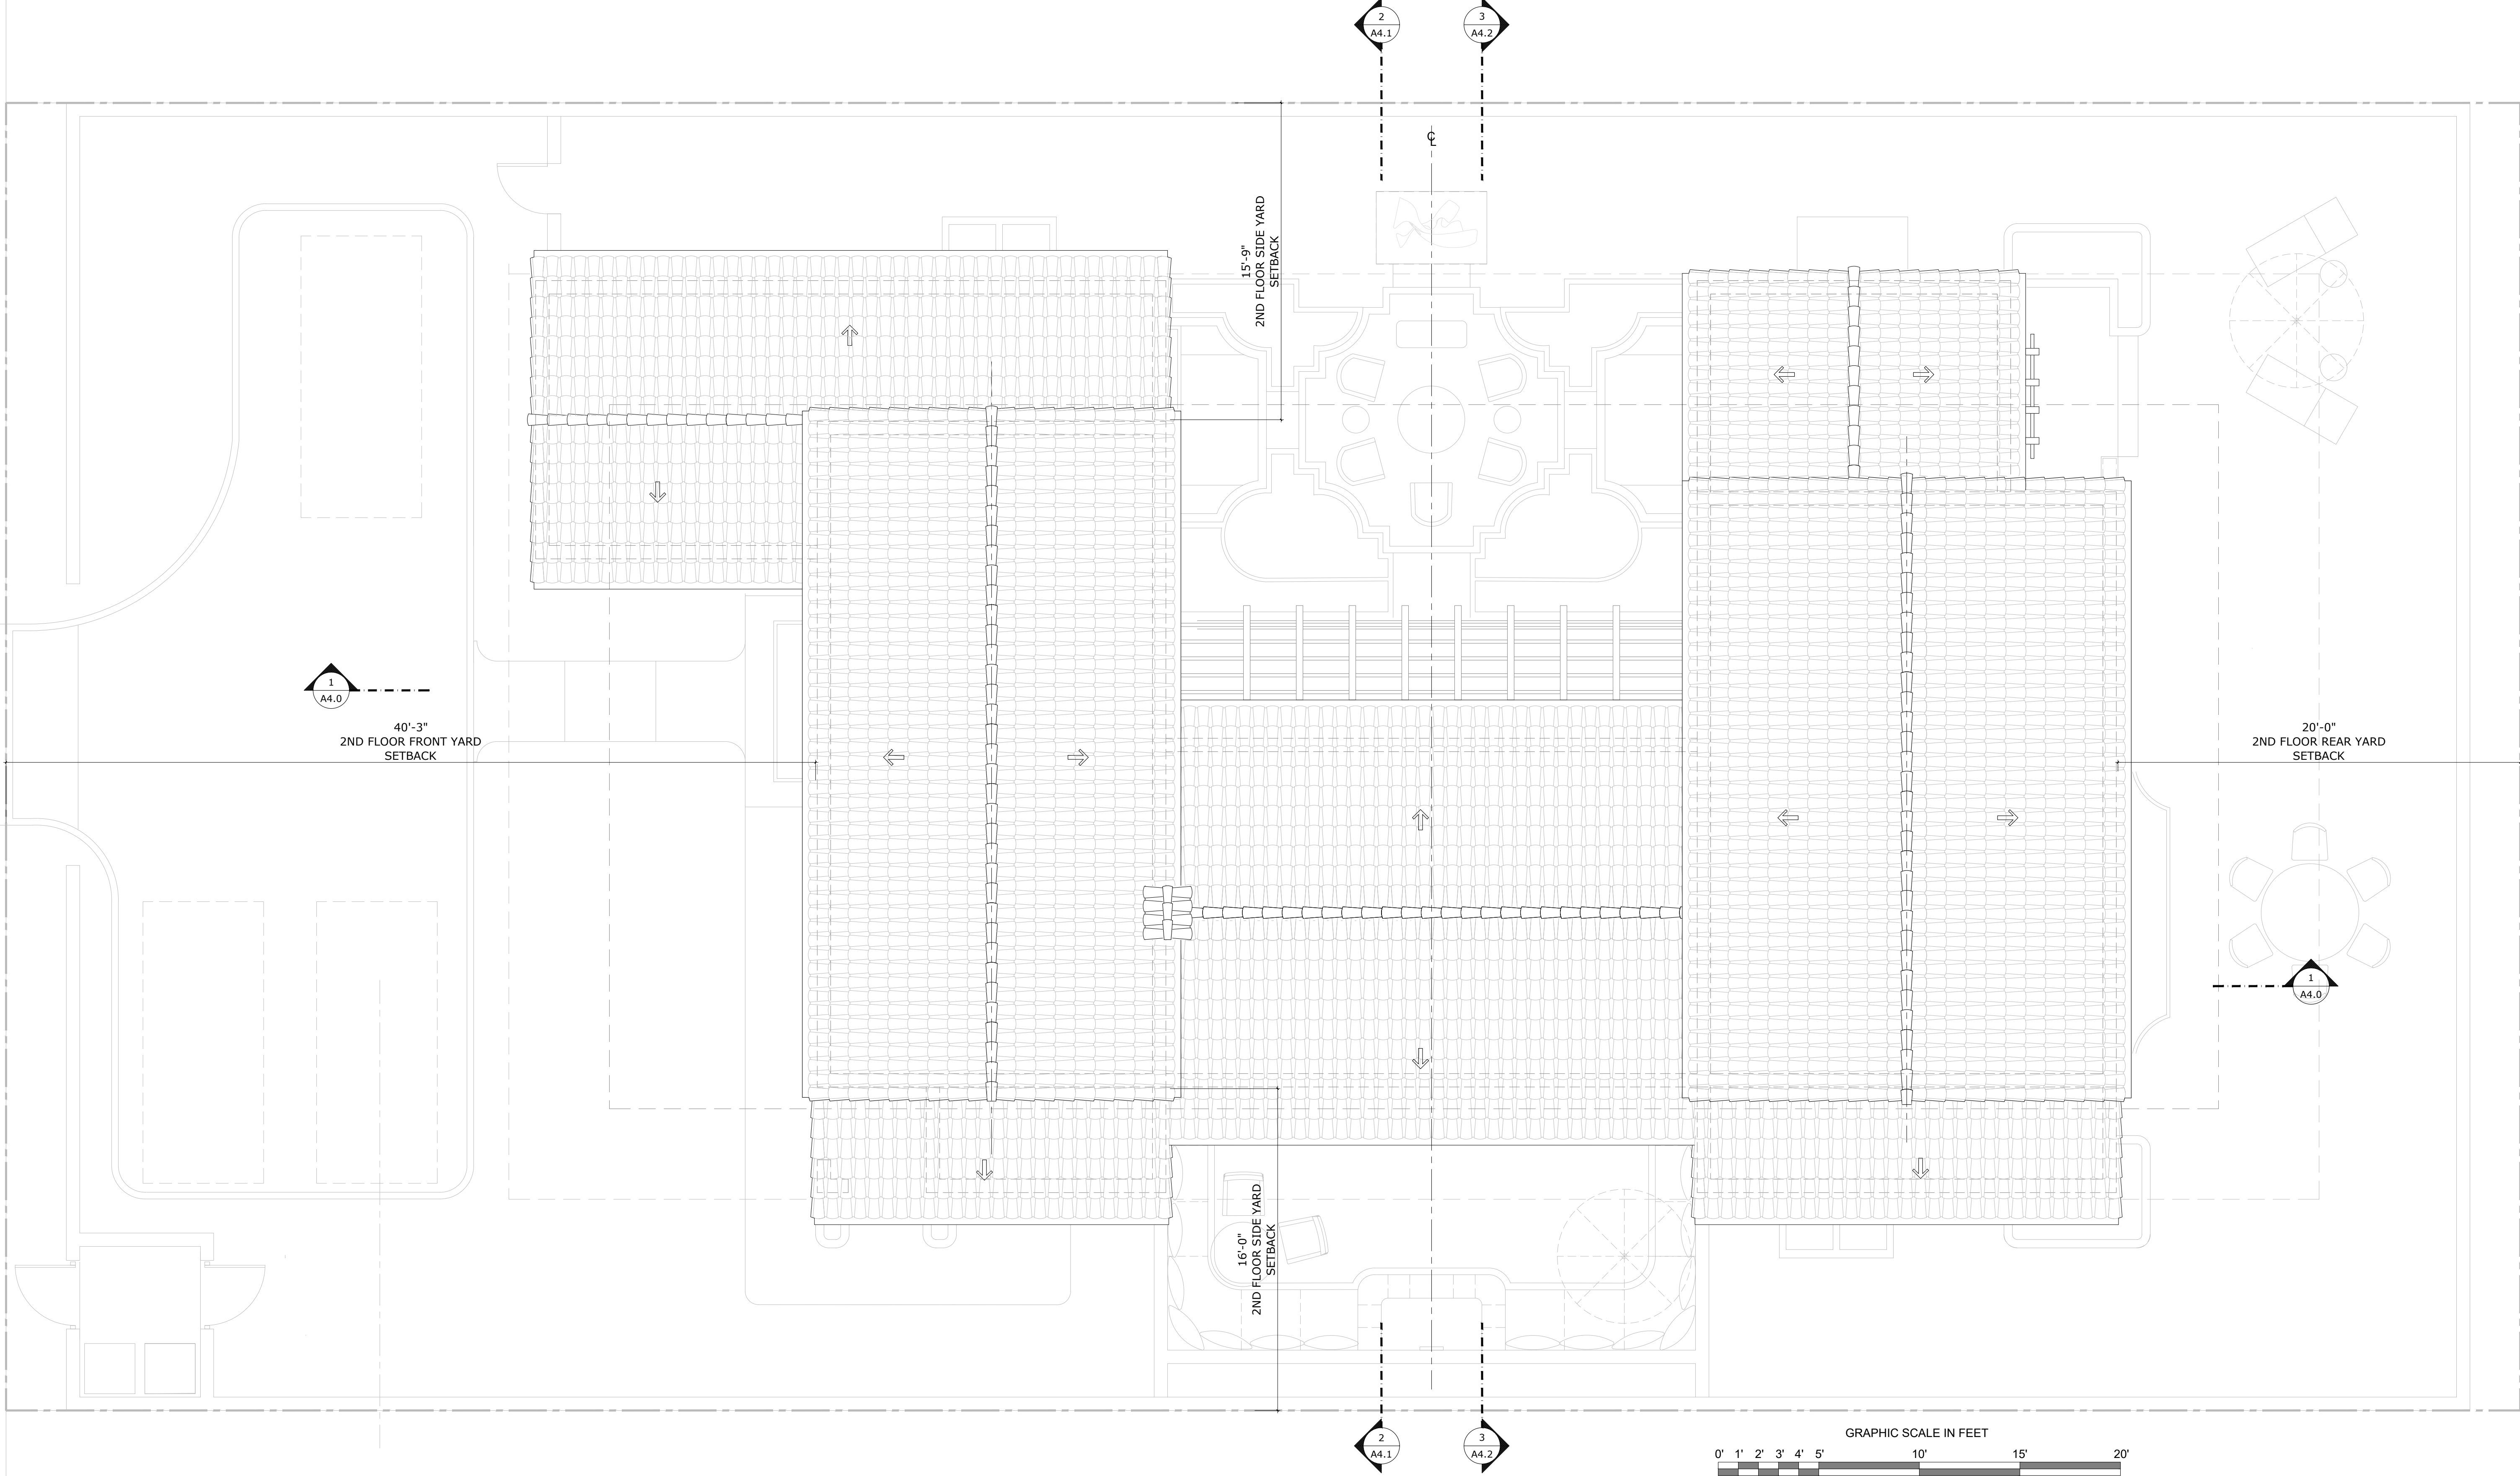 2
A4.1
3
A4.2
℄
15'-9"
2ND FLOOR SIDE YARD
SETBACK
1
A4.0
40'-3"
2ND FLOOR FRONT YARD
SETBACK
20'-0"
2ND FLOOR REAR YARD
SETBACK
1
A4.0
16'-0"
2ND FLOOR SIDE YARD
SETBACK
2
A4.1
3
A4.2
GRAPHIC SCALE IN FEET
0' 1' 2' 3' 4' 5' 10' 15' 20'